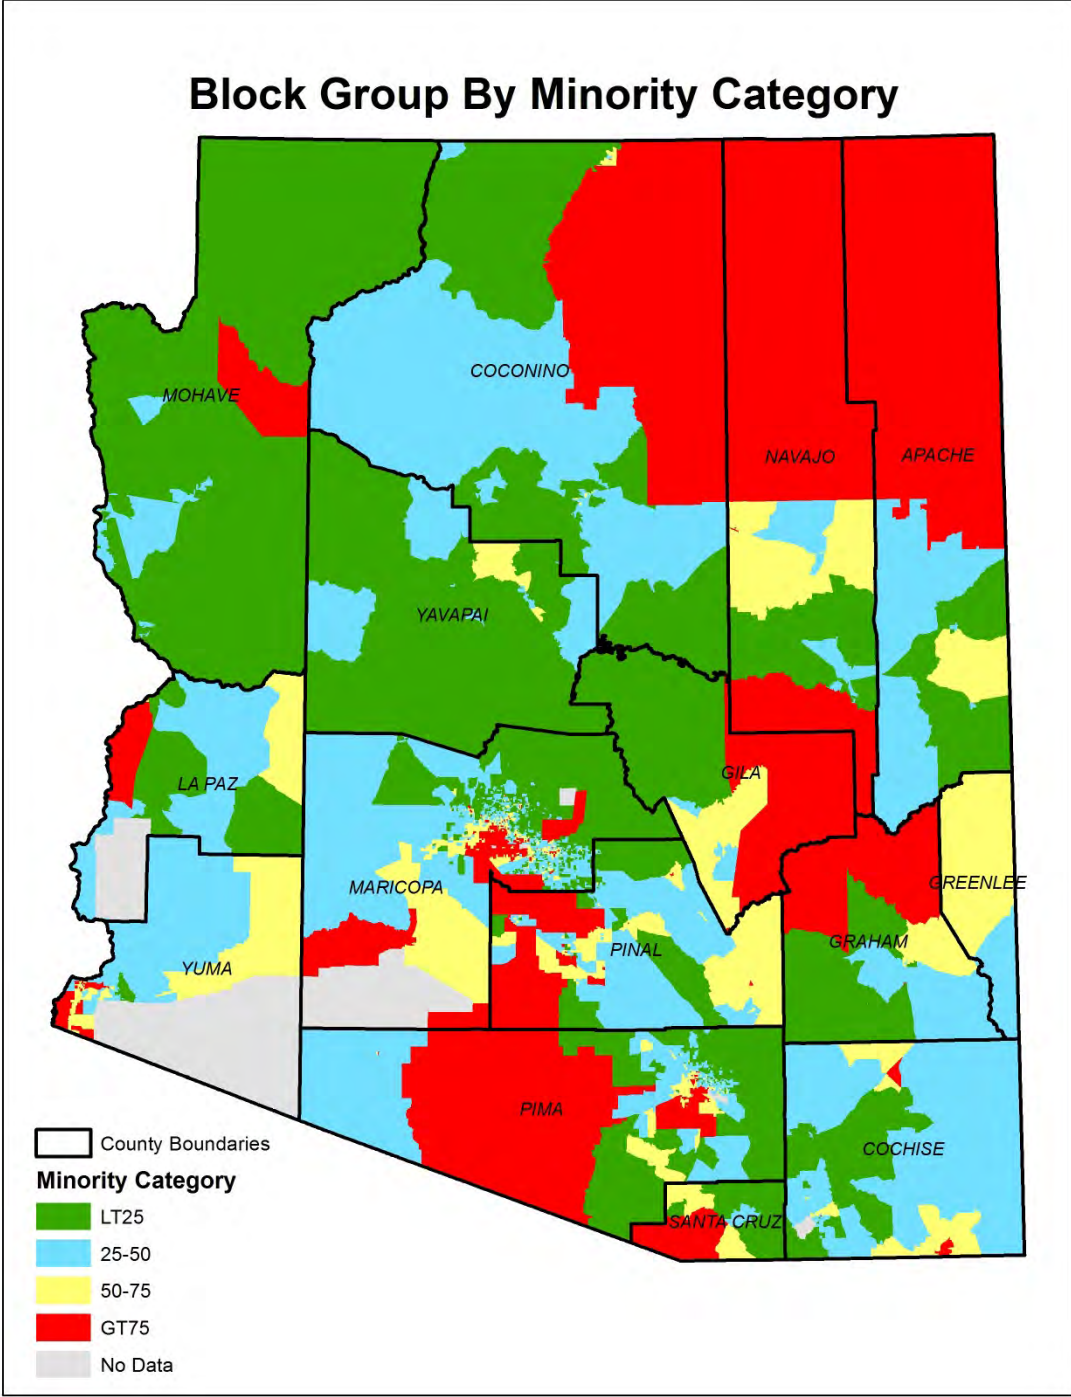 Block Group By Minority Category
COCONINO
MOHAVE
NAVAJO
APACHE
YAVAPAI
GILA
LA PAZ
MARICOPA
GREENLEE
GRAHAM
PINAL
YUMA
PIMA
COCHISE
SANTA CRUZ
County Boundaries
Minority Category
LT25
25-50
50-75
GT75
No Data